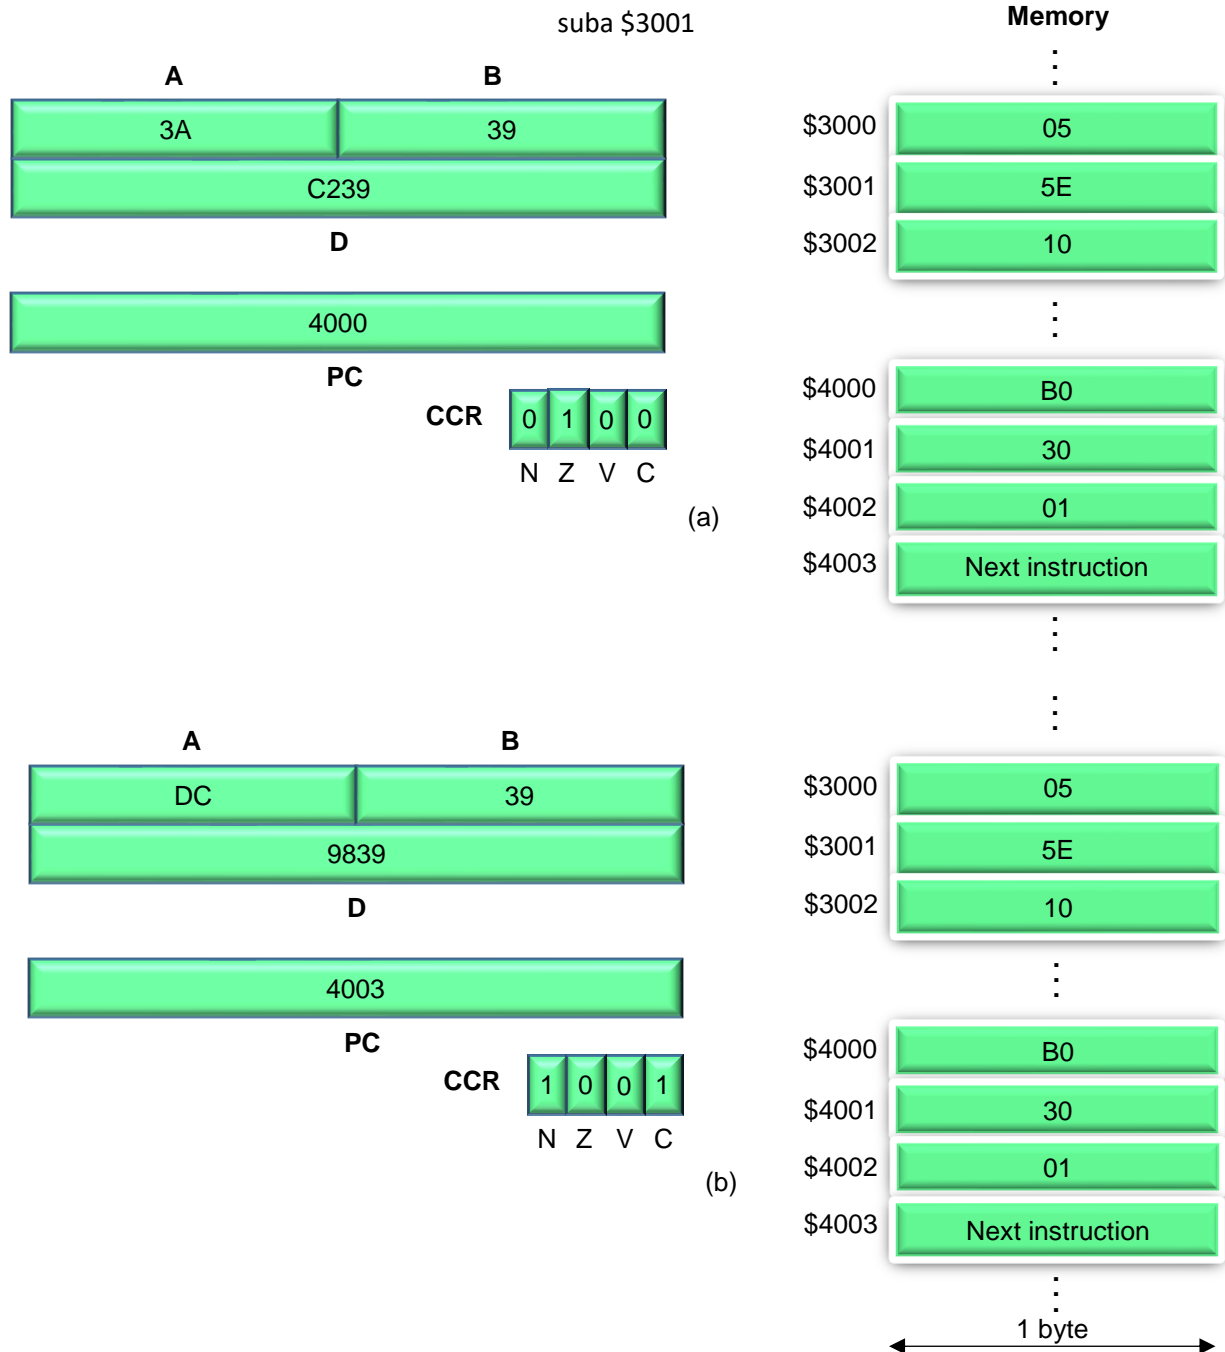 suba $3001
Memory
A B
3A 39
C239
D
4000
PC
CCR 0 1 0 0
N Z V C
(a)
$3000 05
$3001 5E
$3002 10
$4000 B0
$4001 30
$4002 01
$4003 Next instruction
A B
DC 39
9839
D
4003
PC
CCR 1 0 0 1
N Z V C
(b)
$3000 05
$3001 5E
$3002 10
$4000 B0
$4001 30
$4002 01
$4003 Next instruction
1 byte